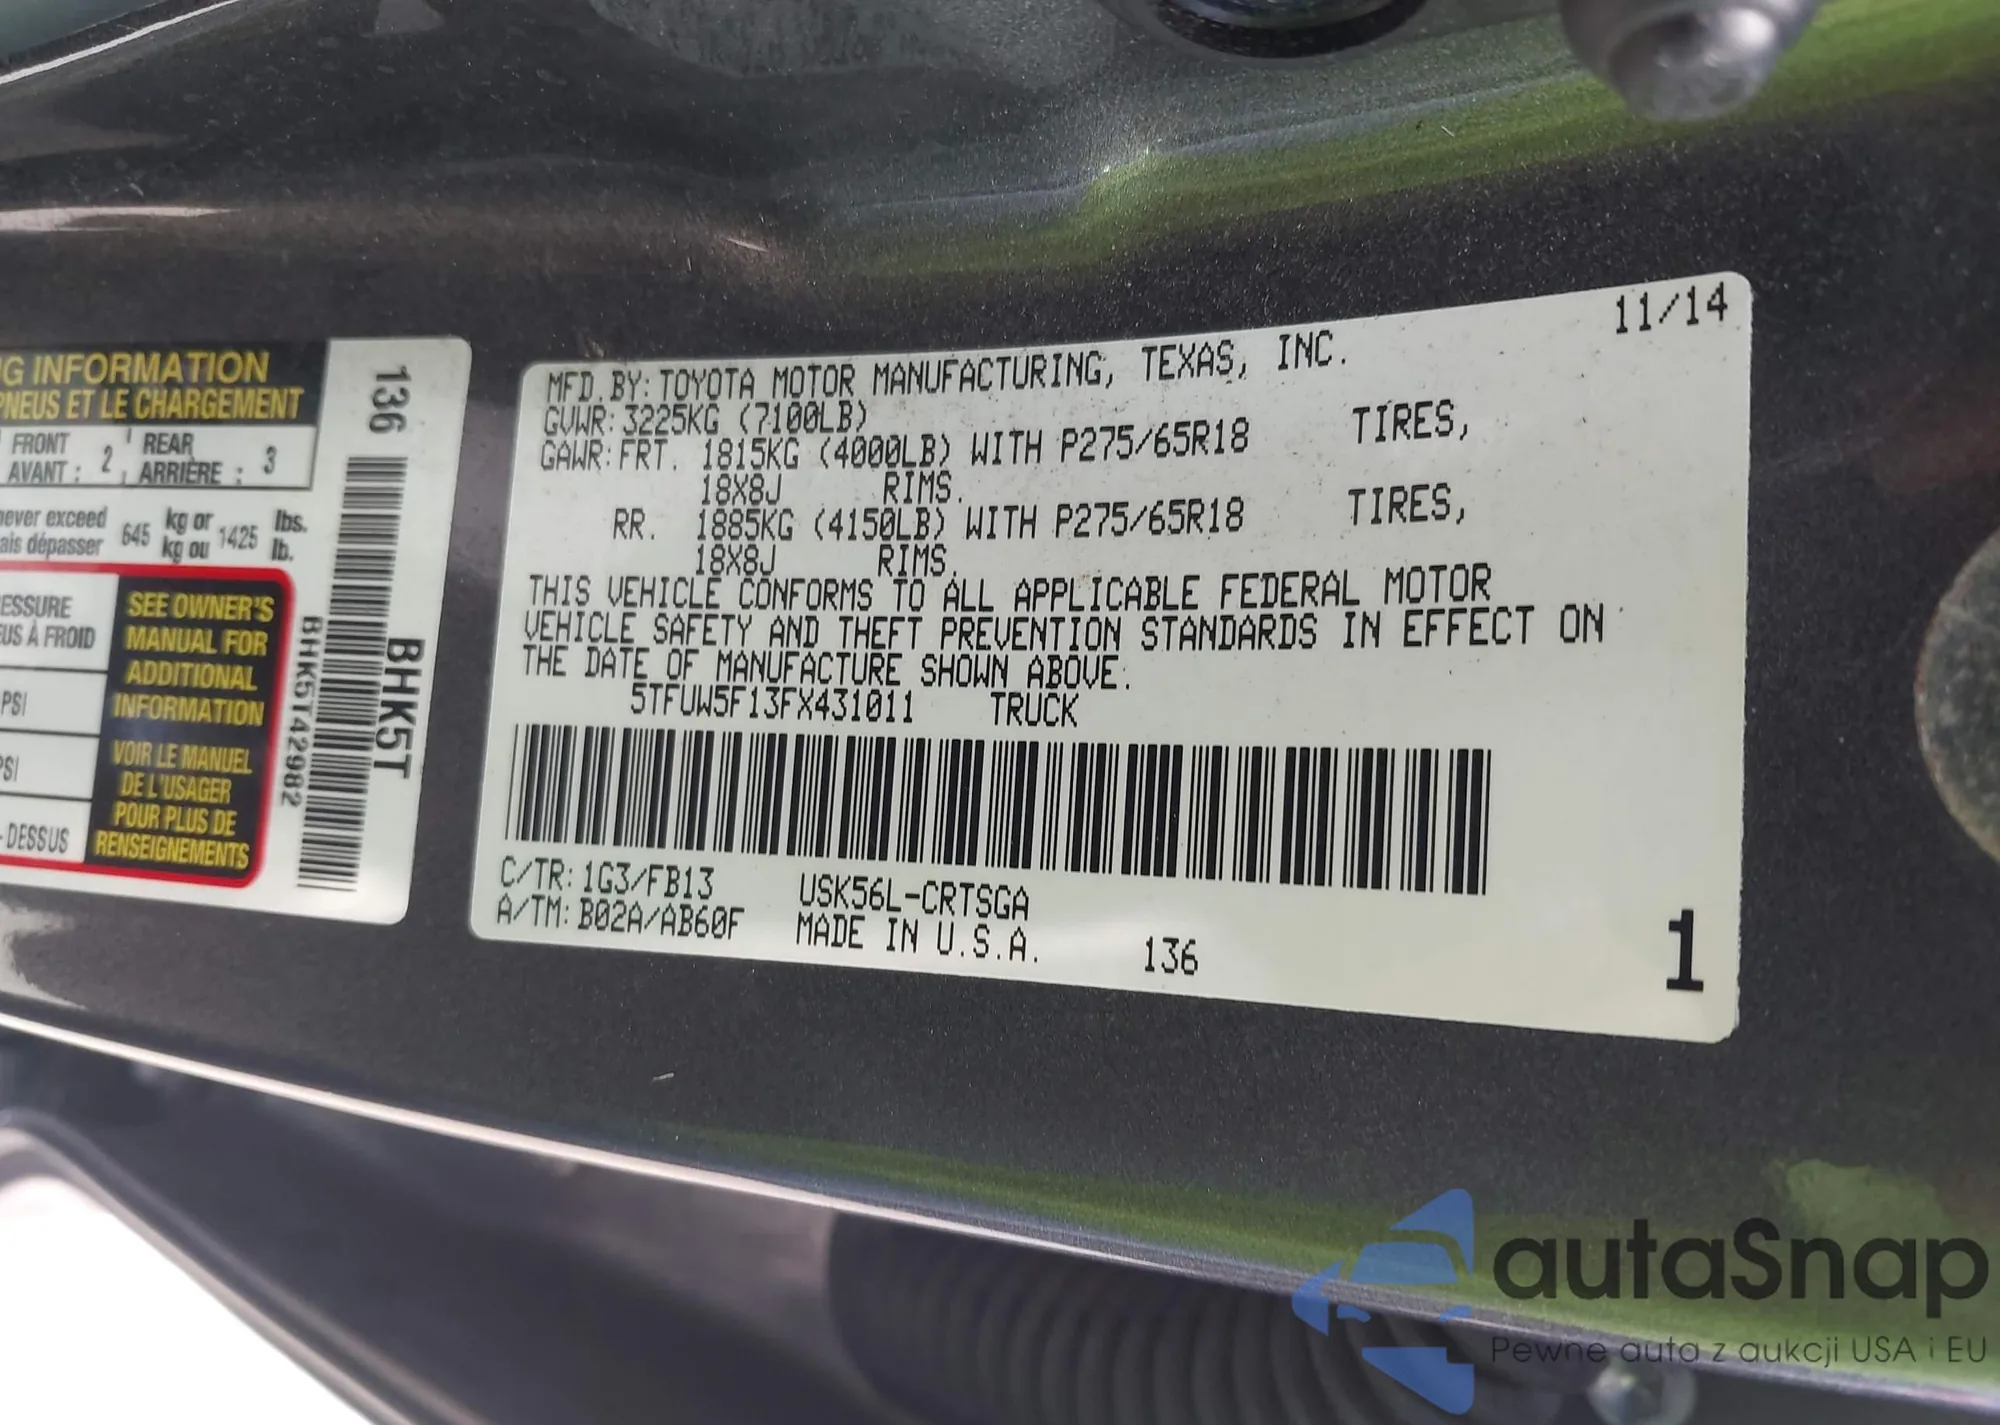 G INFORMATION
PNEUS ET LE CHARGEMENT
FRONT
AVANT : 2
REAR
ARRIÈRE : 3
never exceed 645 kg or 1425 lbs.
ais dépasser kg ou lb.
ESSURE
EUS À FROID
PSI
PSI
- DESSUS
SEE OWNER'S
MANUAL FOR
ADDITIONAL
INFORMATION
VOIR LE MANUEL
DE L'USAGER
POUR PLUS DE
RENSEIGNEMENTS
136
BHK5T42982
BHK5T
11/14
MFD.BY:TOYOTA MOTOR MANUFACTURING, TEXAS, INC.
GVWR:3225KG (7100LB)
GAWR:FRT. 1815KG (4000LB) WITH P275/65R18 TIRES,
18X8J RIMS.
RR. 1885KG (4150LB) WITH P275/65R18 TIRES,
18X8J RIMS.
THIS VEHICLE CONFORMS TO ALL APPLICABLE FEDERAL MOTOR
VEHICLE SAFETY AND THEFT PREVENTION STANDARDS IN EFFECT ON
THE DATE OF MANUFACTURE SHOWN ABOVE.
5TFUW5F13FX431011 TRUCK
C/TR:1G3/FB13 USK56L-CRTSGA
A/TM:B02A/AB60F MADE IN U.S.A. 136
1
autaSnap
Pewne auta z aukcji USA i EU